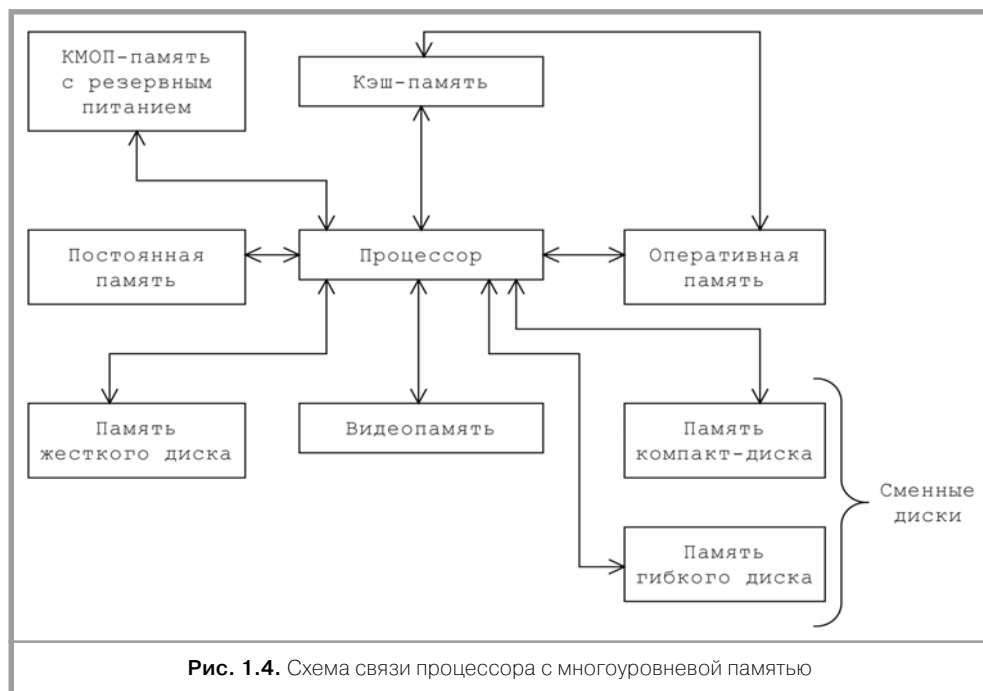 КМОП-память
с резервным
питанием
Кэш-память
Постоянная
память
Процессор
Оперативная
память
Память
жесткого диска
Видеопамять
Память
компакт-диска
Сменные
диски
Память
гибкого диска
Рис. 1.4. Схема связи процессора с многоуровневой памятью